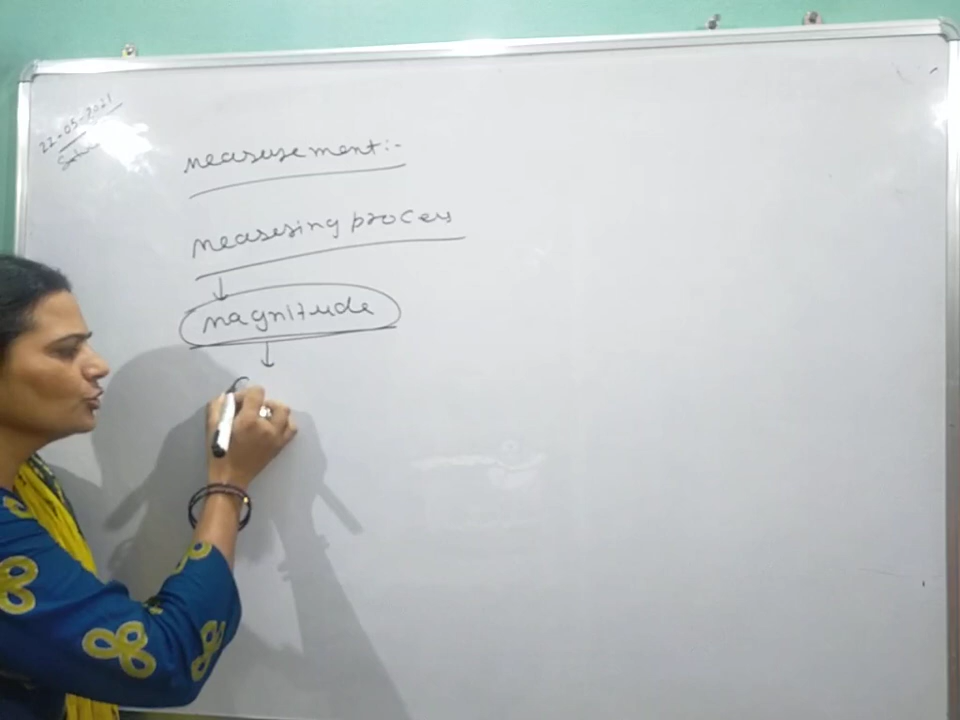 22-05-2021
measurement:-
measuring process
magnitude